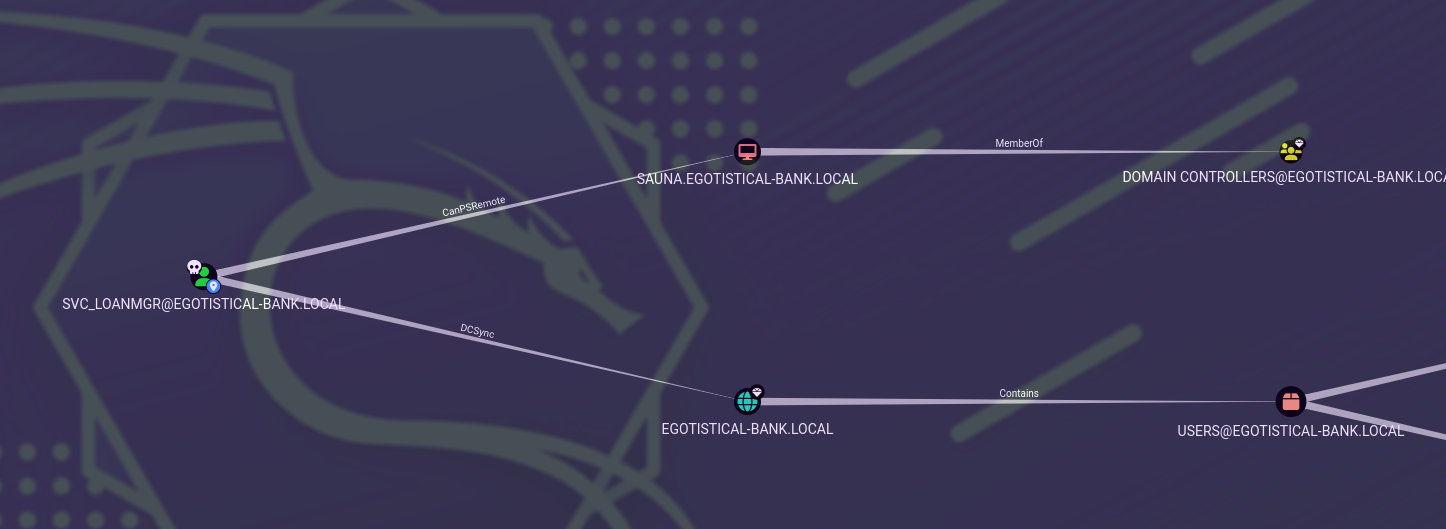 MemberOf
SAUNA.EGOTISTICAL-BANK.LOCAL
DOMAIN CONTROLLERS@EGOTISTICAL-BANK.LOCA
CanPSRemote
SVC_LOANMGR@EGOTISTICAL-BANK.LOCAL
DCSync
Contains
EGOTISTICAL-BANK.LOCAL
USERS@EGOTISTICAL-BANK.LOCAL